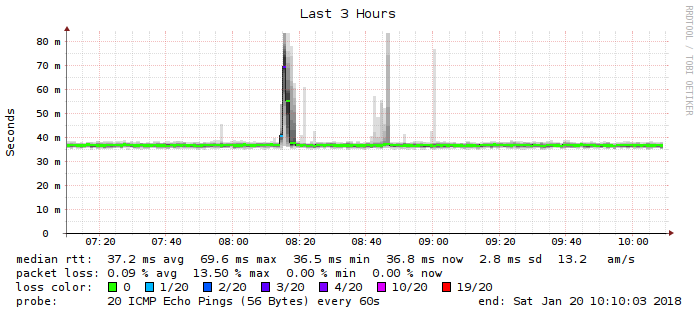 Last 3 Hours
RRDTOOL / TOBI OETIKER
Seconds
80 m
70 m
60 m
50 m
40 m
30 m
20 m
10 m
0
07:20 07:40 08:00 08:20 08:40 09:00 09:20 09:40 10:00
median rtt: 37.2 ms avg 69.6 ms max 36.5 ms min 36.8 ms now 2.8 ms sd 13.2 am/s
packet loss: 0.09 % avg 13.50 % max 0.00 % min 0.00 % now
loss color: 0 1/20 2/20 3/20 4/20 10/20 19/20
probe: 20 ICMP Echo Pings (56 Bytes) every 60s end: Sat Jan 20 10:10:03 2018